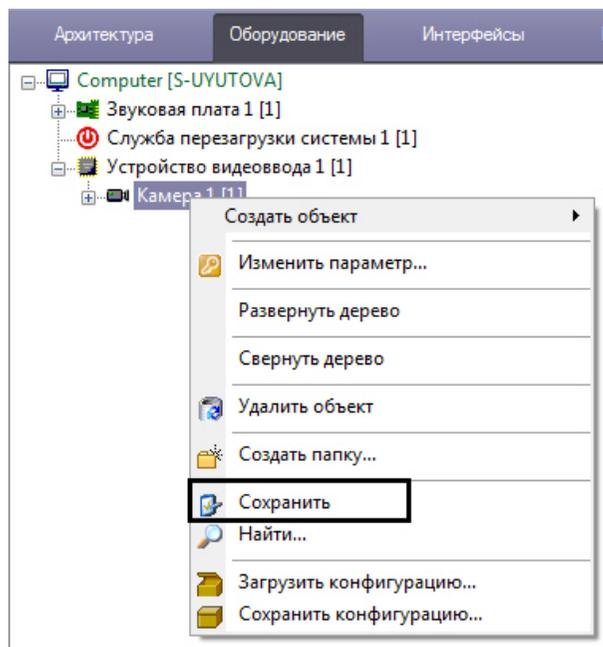 Архитектура Оборудование Интерфейсы
Computer [S-UYUTOVA]
Звуковая плата 1 [1]
Служба перезагрузки системы 1 [1]
Устройство видеоввода 1 [1]
Камера 1 [1]
Создать объект
Изменить параметр...
Развернуть дерево
Свернуть дерево
Удалить объект
Создать папку...
Сохранить
Найти...
Загрузить конфигурацию...
Сохранить конфигурацию...